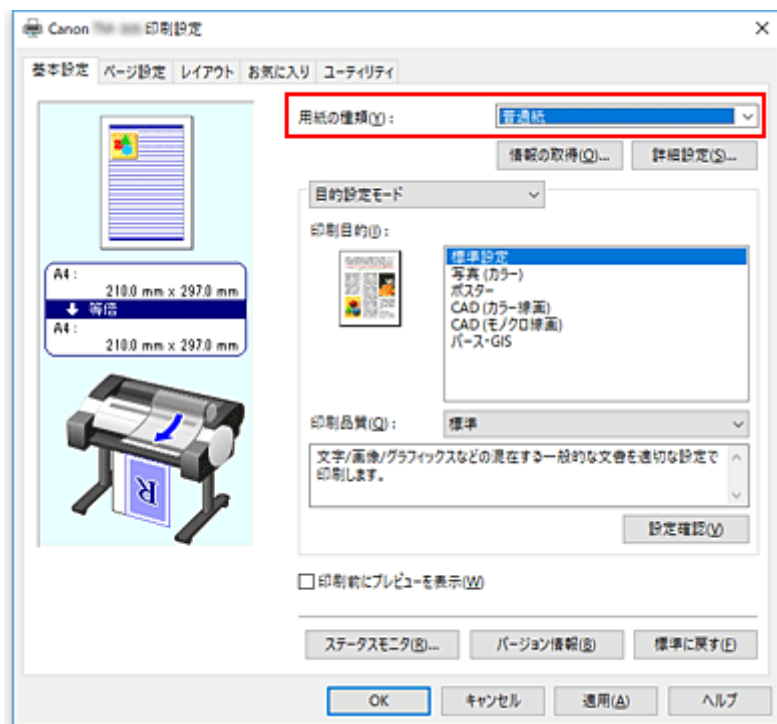 Canon 印刷設定
基本設定 ページ設定 レイアウト お気に入り ユーティリティ
用紙の種類(Y): 普通紙
情報の取得(O)... 詳細設定(S)...
目的設定モード
印刷目的(I):
標準設定
写真 (カラー)
ポスター
CAD (カラー線画)
CAD (モノクロ線画)
パース・GIS
A4 :
210.0 mm x 297.0 mm
等倍
A4 :
210.0 mm x 297.0 mm
R
印刷品質(Q): 標準
文字/画像/グラフィックスなどの混在する一般的な文書を適切な設定で
印刷します。
設定確認(V)
印刷前にプレビューを表示(W)
ステータスモニタ(R)... バージョン情報(B) 標準に戻す(F)
OK キャンセル 適用(A) ヘルプ